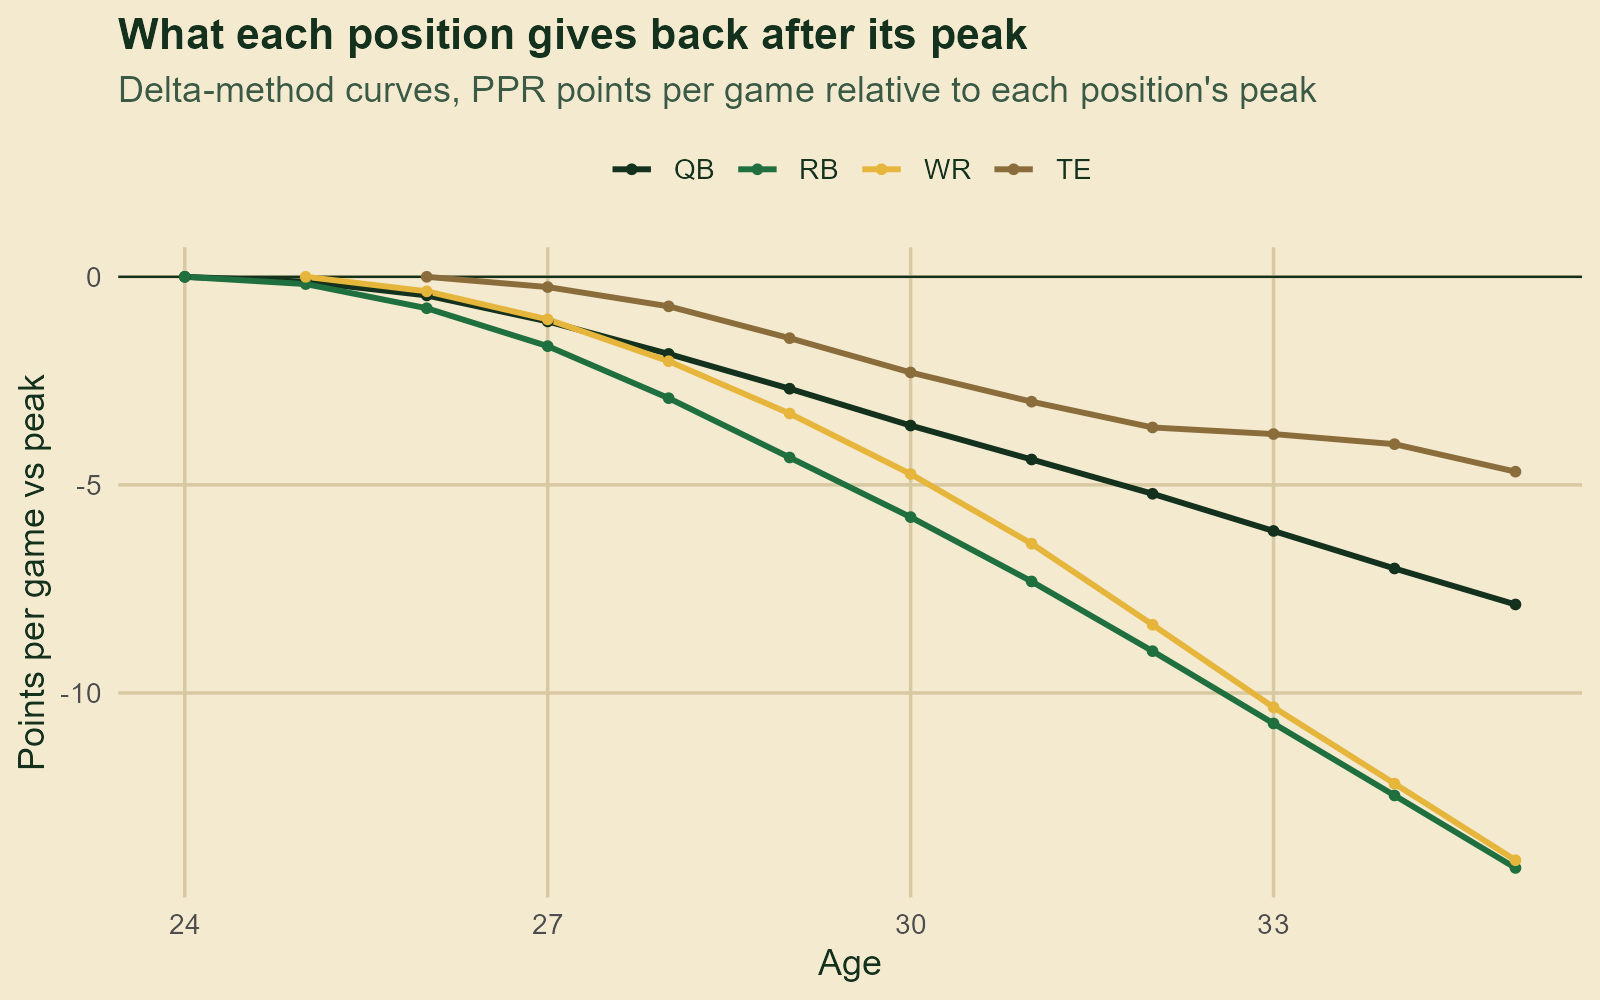 What each position gives back after its peak
Delta-method curves, PPR points per game relative to each position's peak
QB RB WR TE
0
-5
-10
Points per game vs peak
24 27 30 33
Age